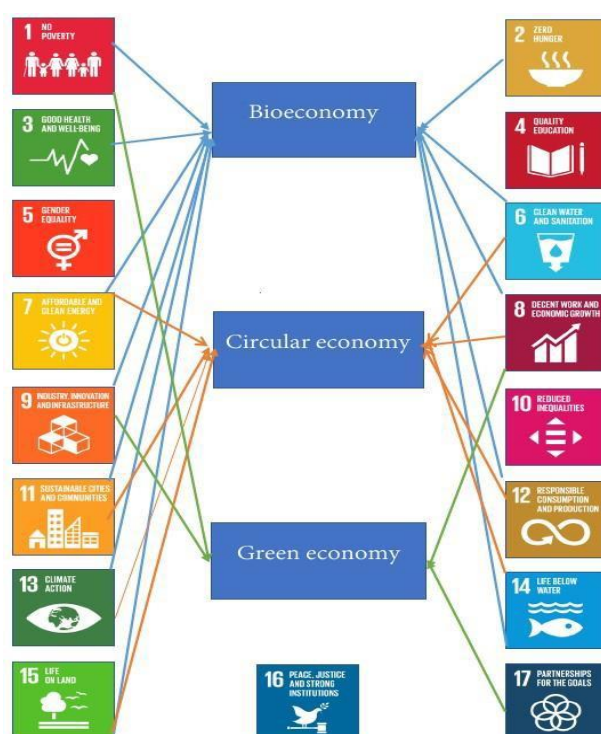 1 NO
POVERTY
2 ZERO
HUNGER
Bioeconomy
3 GOOD HEALTH
AND WELL-BEING
4 QUALITY
EDUCATION
5 GENDER
EQUALITY
6 CLEAN WATER
AND SANITATION
7 AFFORDABLE AND
CLEAN ENERGY
8 DECENT WORK AND
ECONOMIC GROWTH
Circular economy
9 INDUSTRY, INNOVATION
AND INFRASTRUCTURE
10 REDUCED
INEQUALITIES
11 SUSTAINABLE CITIES
AND COMMUNITIES
12 RESPONSIBLE
CONSUMPTION
AND PRODUCTION
Green economy
13 CLIMATE
ACTION
14 LIFE BELOW
WATER
15 LIFE
ON LAND
16 PEACE, JUSTICE
AND STRONG
INSTITUTIONS
17 PARTNERSHIPS
FOR THE GOALS